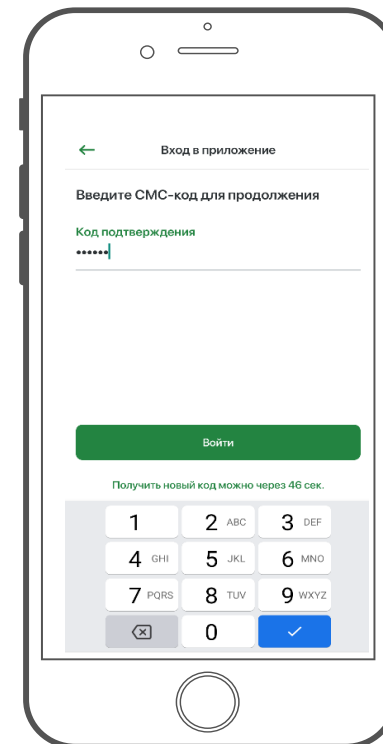 Вход в приложение
Введите СМС-код для продолжения
Код подтверждения
••••••
Войти
Получить новый код можно через 46 сек.
1 2 ABC 3 DEF
4 GHI 5 JKL 6 MNO
7 PQRS 8 TUV 9 WXYZ
0